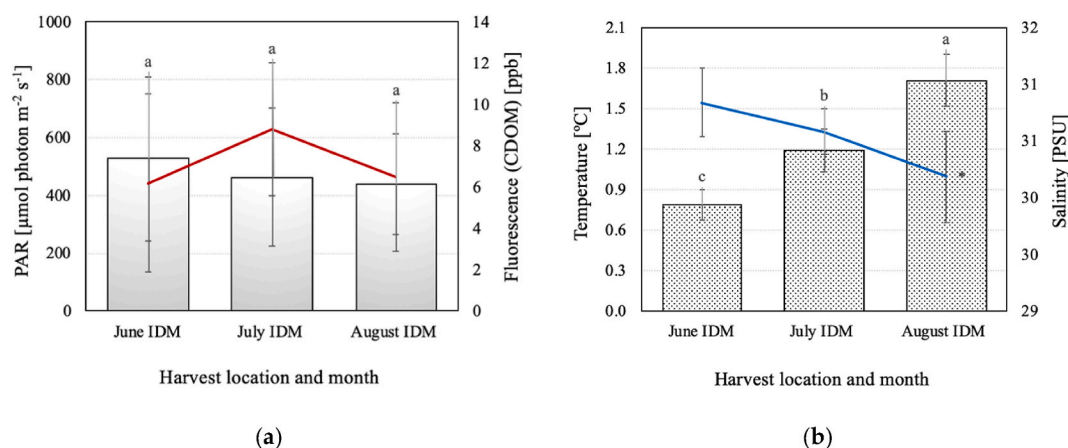 1000
800
600
400
200
0
PAR [µmol photon m⁻² s⁻¹]
14
12
10
8
6
4
2
0
Fluorescence (CDOM) [ppb]
a
a
a
June IDM
July IDM
August IDM
Harvest location and month
(a)
2.1
1.8
1.5
1.2
0.9
0.6
0.3
0.0
Temperature [ºC]
32
31
31
30
30
29
Salinity [PSU]
c
b
a
*
June IDM
July IDM
August IDM
Harvest location and month
(b)